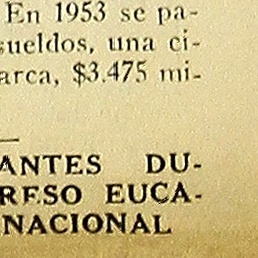 En 1953 se pa-
sueldos, una ci-
arca, $3.475 mi-
ANTES DU-
RESO EUCA-
NACIONAL